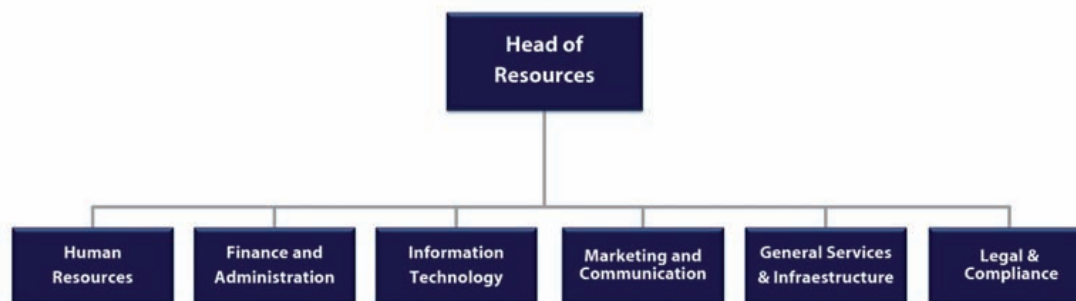 Head of
Resources
Human
Resources
Finance and
Administration
Information
Technology
Marketing and
Communication
General Services
& Infraestructure
Legal &
Compliance